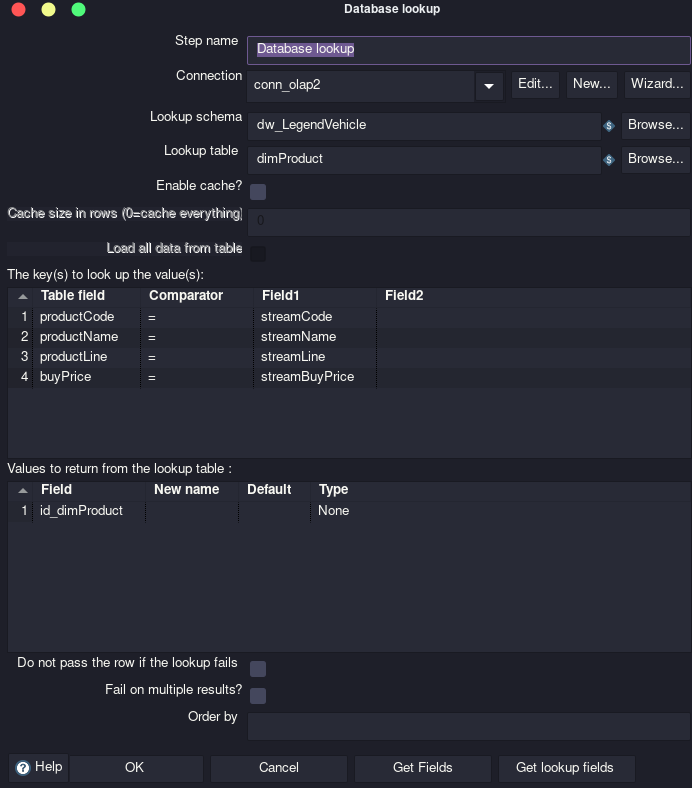 Database lookup
Step name Database lookup
Connection conn_olap2 Edit... New... Wizard...
Lookup schema dw_LegendVehicle S Browse...
Lookup table dimProduct S Browse...
Enable cache?
Cache size in rows (0=cache everything) 0
Load all data from table
The key(s) to look up the value(s):
Table field Comparator Field1 Field2
1 productCode = streamCode
2 productName = streamName
3 productLine = streamLine
4 buyPrice = streamBuyPrice
Values to return from the lookup table :
Field New name Default Type
1 id_dimProduct None
Do not pass the row if the lookup fails
Fail on multiple results?
Order by
? Help OK Cancel Get Fields Get lookup fields